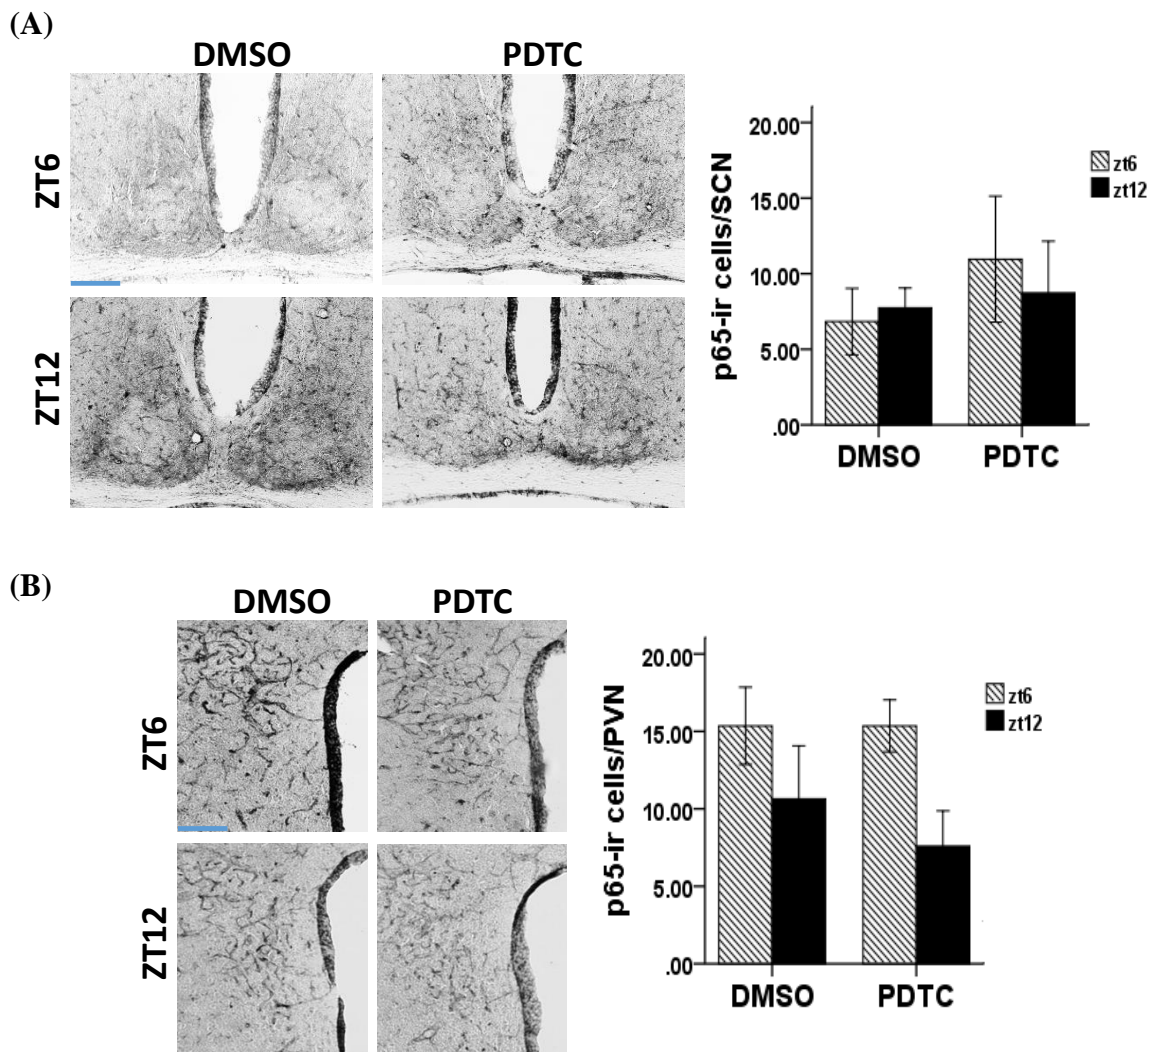 (A)
DMSO PDTC
ZT6
ZT12
p65-ir cells/SCN
20.00
15.00
10.00
5.00
.00
DMSO PDTC
zt6
zt12
(B)
DMSO PDTC
ZT6
ZT12
p65-ir cells/PVN
20.00
15.00
10.00
5.00
.00
DMSO PDTC
zt6
zt12